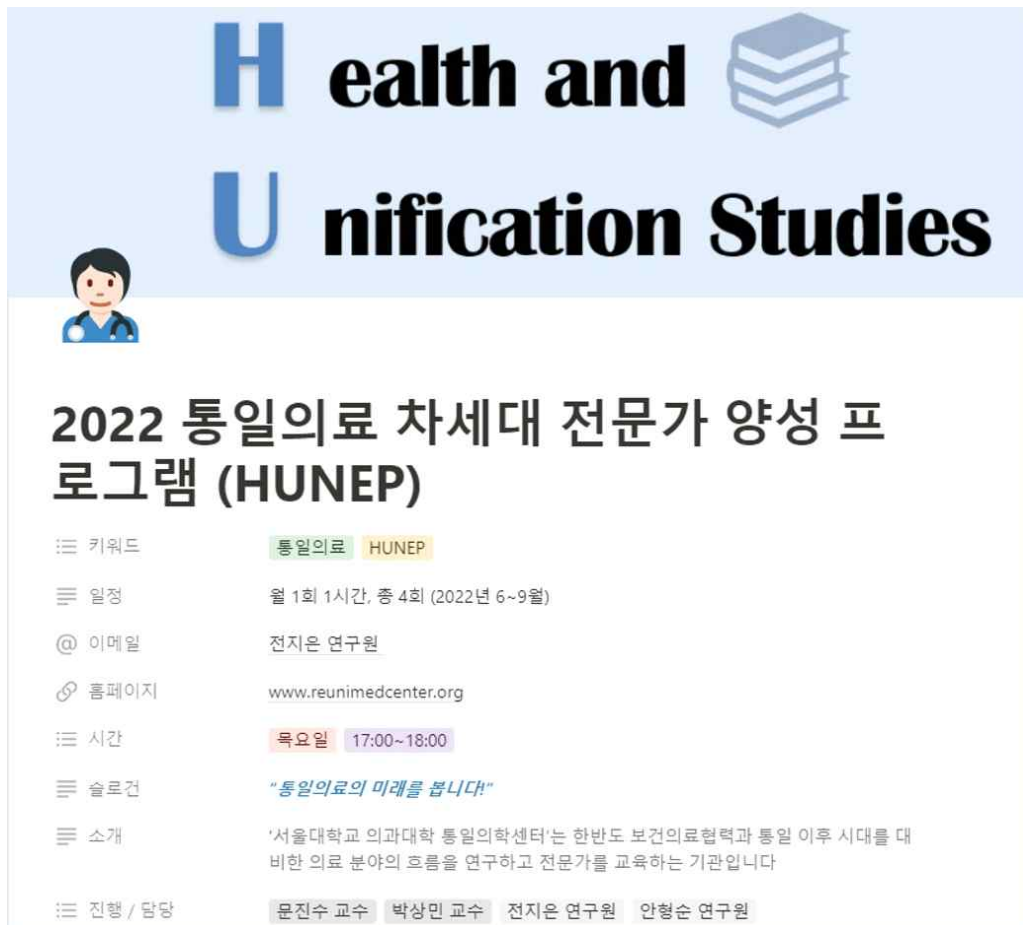 Health and
Unification Studies
2022 통일의료 차세대 전문가 양성 프
로그램 (HUNEP)
키워드 통일의료 HUNEP
일정 월 1회 1시간, 총 4회 (2022년 6~9월)
이메일 전지은 연구원
홈페이지 www.reunimedcenter.org
시간 목요일 17:00~18:00
슬로건 "통일의료의 미래를 봅니다!"
소개 '서울대학교 의과대학 통일의학센터'는 한반도 보건의료협력과 통일 이후 시대를 대
비한 의료 분야의 흐름을 연구하고 전문가를 교육하는 기관입니다
진행 / 담당 문진수 교수 박상민 교수 전지은 연구원 안형순 연구원